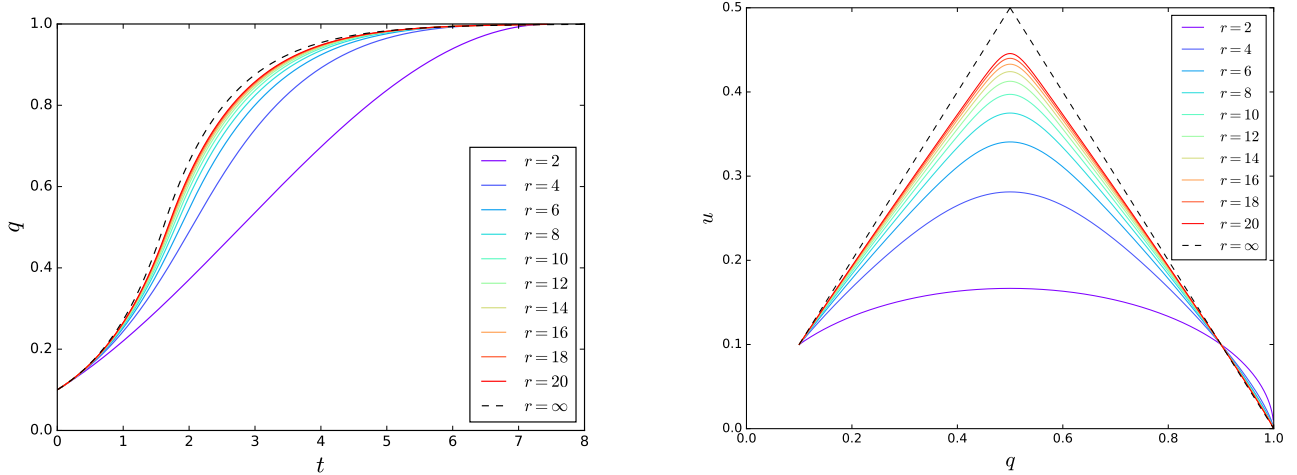 1.0
0.8
0.6
0.4
0.2
0.0
q
0 1 2 3 4 5 6 7 8
t
r = 2
r = 4
r = 6
r = 8
r = 10
r = 12
r = 14
r = 16
r = 18
r = 20
r = ∞
0.5
0.4
0.3
0.2
0.1
0.0
u
0.0 0.2 0.4 0.6 0.8 1.0
q
r = 2
r = 4
r = 6
r = 8
r = 10
r = 12
r = 14
r = 16
r = 18
r = 20
r = ∞